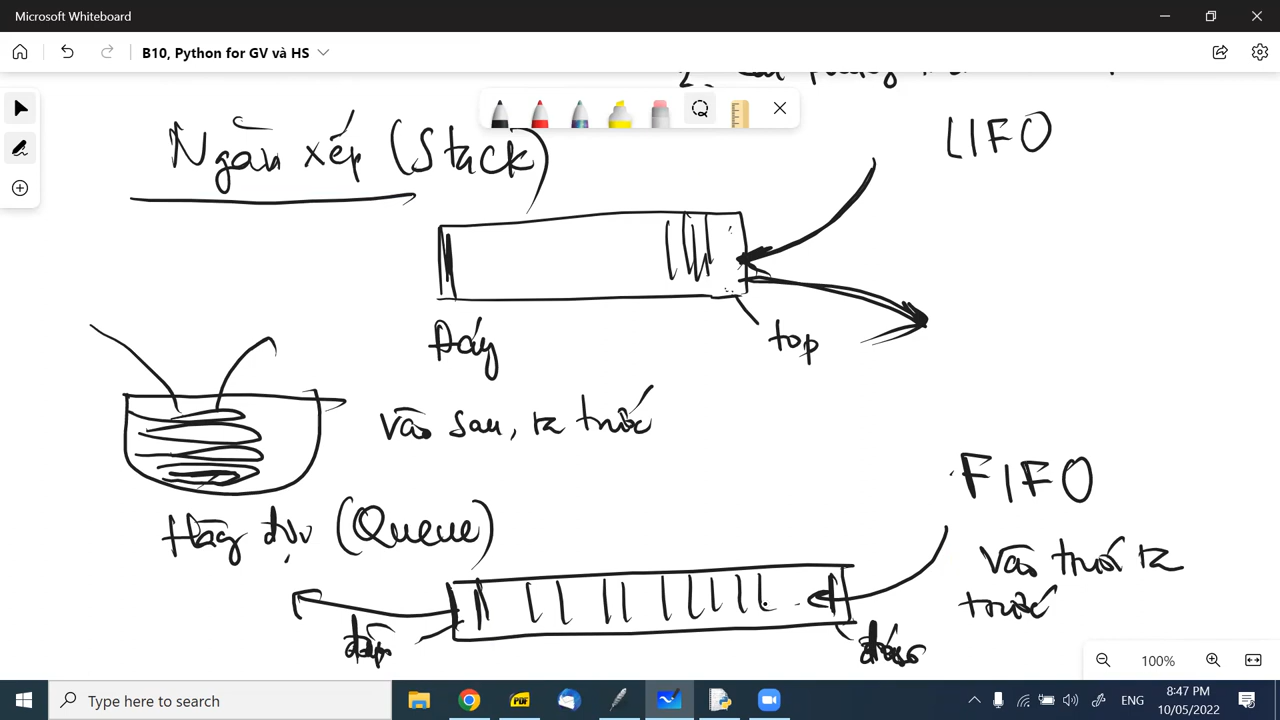 Microsoft Whiteboard
B10, Python for GV và HS
2.
Ngăn xếp (Stack)
LIFO
Đáy
top
vào sau, ra trước
Hàng đợi (Queue)
FIFO
vào trước ra
trước
100%
Type here to search
PDF
ENG
8:47 PM
10/05/2022